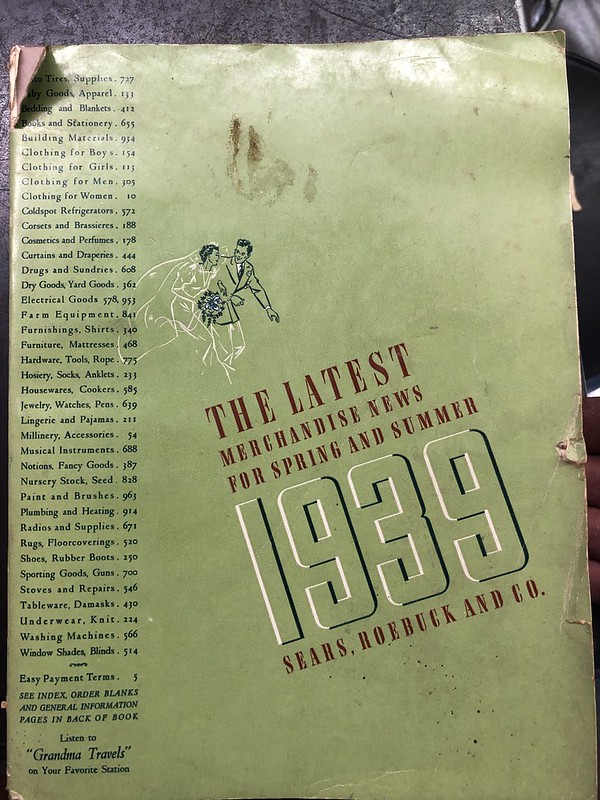 Auto Tires, Supplies . 727
Baby Goods, Apparel . 133
Bedding and Blankets . 412
Books and Stationery . 655
Building Materials . 934
Clothing for Boys . 154
Clothing for Girls . 113
Clothing for Men . 305
Clothing for Women . 10
Coldspot Refrigerators . 572
Corsets and Brassieres . 188
Cosmetics and Perfumes . 178
Curtains and Draperies . 444
Drugs and Sundries . 608
Dry Goods, Yard Goods . 362
Electrical Goods 578, 953
Farm Equipment . 841
Furnishings, Shirts . 340
Furniture, Mattresses . 468
Hardware, Tools, Rope . 775
Hosiery, Socks, Anklets . 233
Housewares, Cookers . 585
Jewelry, Watches, Pens . 639
Lingerie and Pajamas . 211
Millinery, Accessories . 54
Musical Instruments . 688
Notions, Fancy Goods . 387
Nursery Stock, Seed . 828
Paint and Brushes . 963
Plumbing and Heating . 914
Radios and Supplies . 671
Rugs, Floorcoverings . 520
Shoes, Rubber Boots . 250
Sporting Goods, Guns . 700
Stoves and Repairs . 546
Tableware, Damasks . 430
Underwear, Knit . 224
Washing Machines . 566
Window Shades, Blinds . 514
Easy Payment Terms . 5
SEE INDEX, ORDER BLANKS
AND GENERAL INFORMATION
PAGES IN BACK OF BOOK
Listen to
"Grandma Travels"
on Your Favorite Station
THE LATEST
MERCHANDISE NEWS
FOR SPRING AND SUMMER
1939
SEARS, ROEBUCK AND CO.